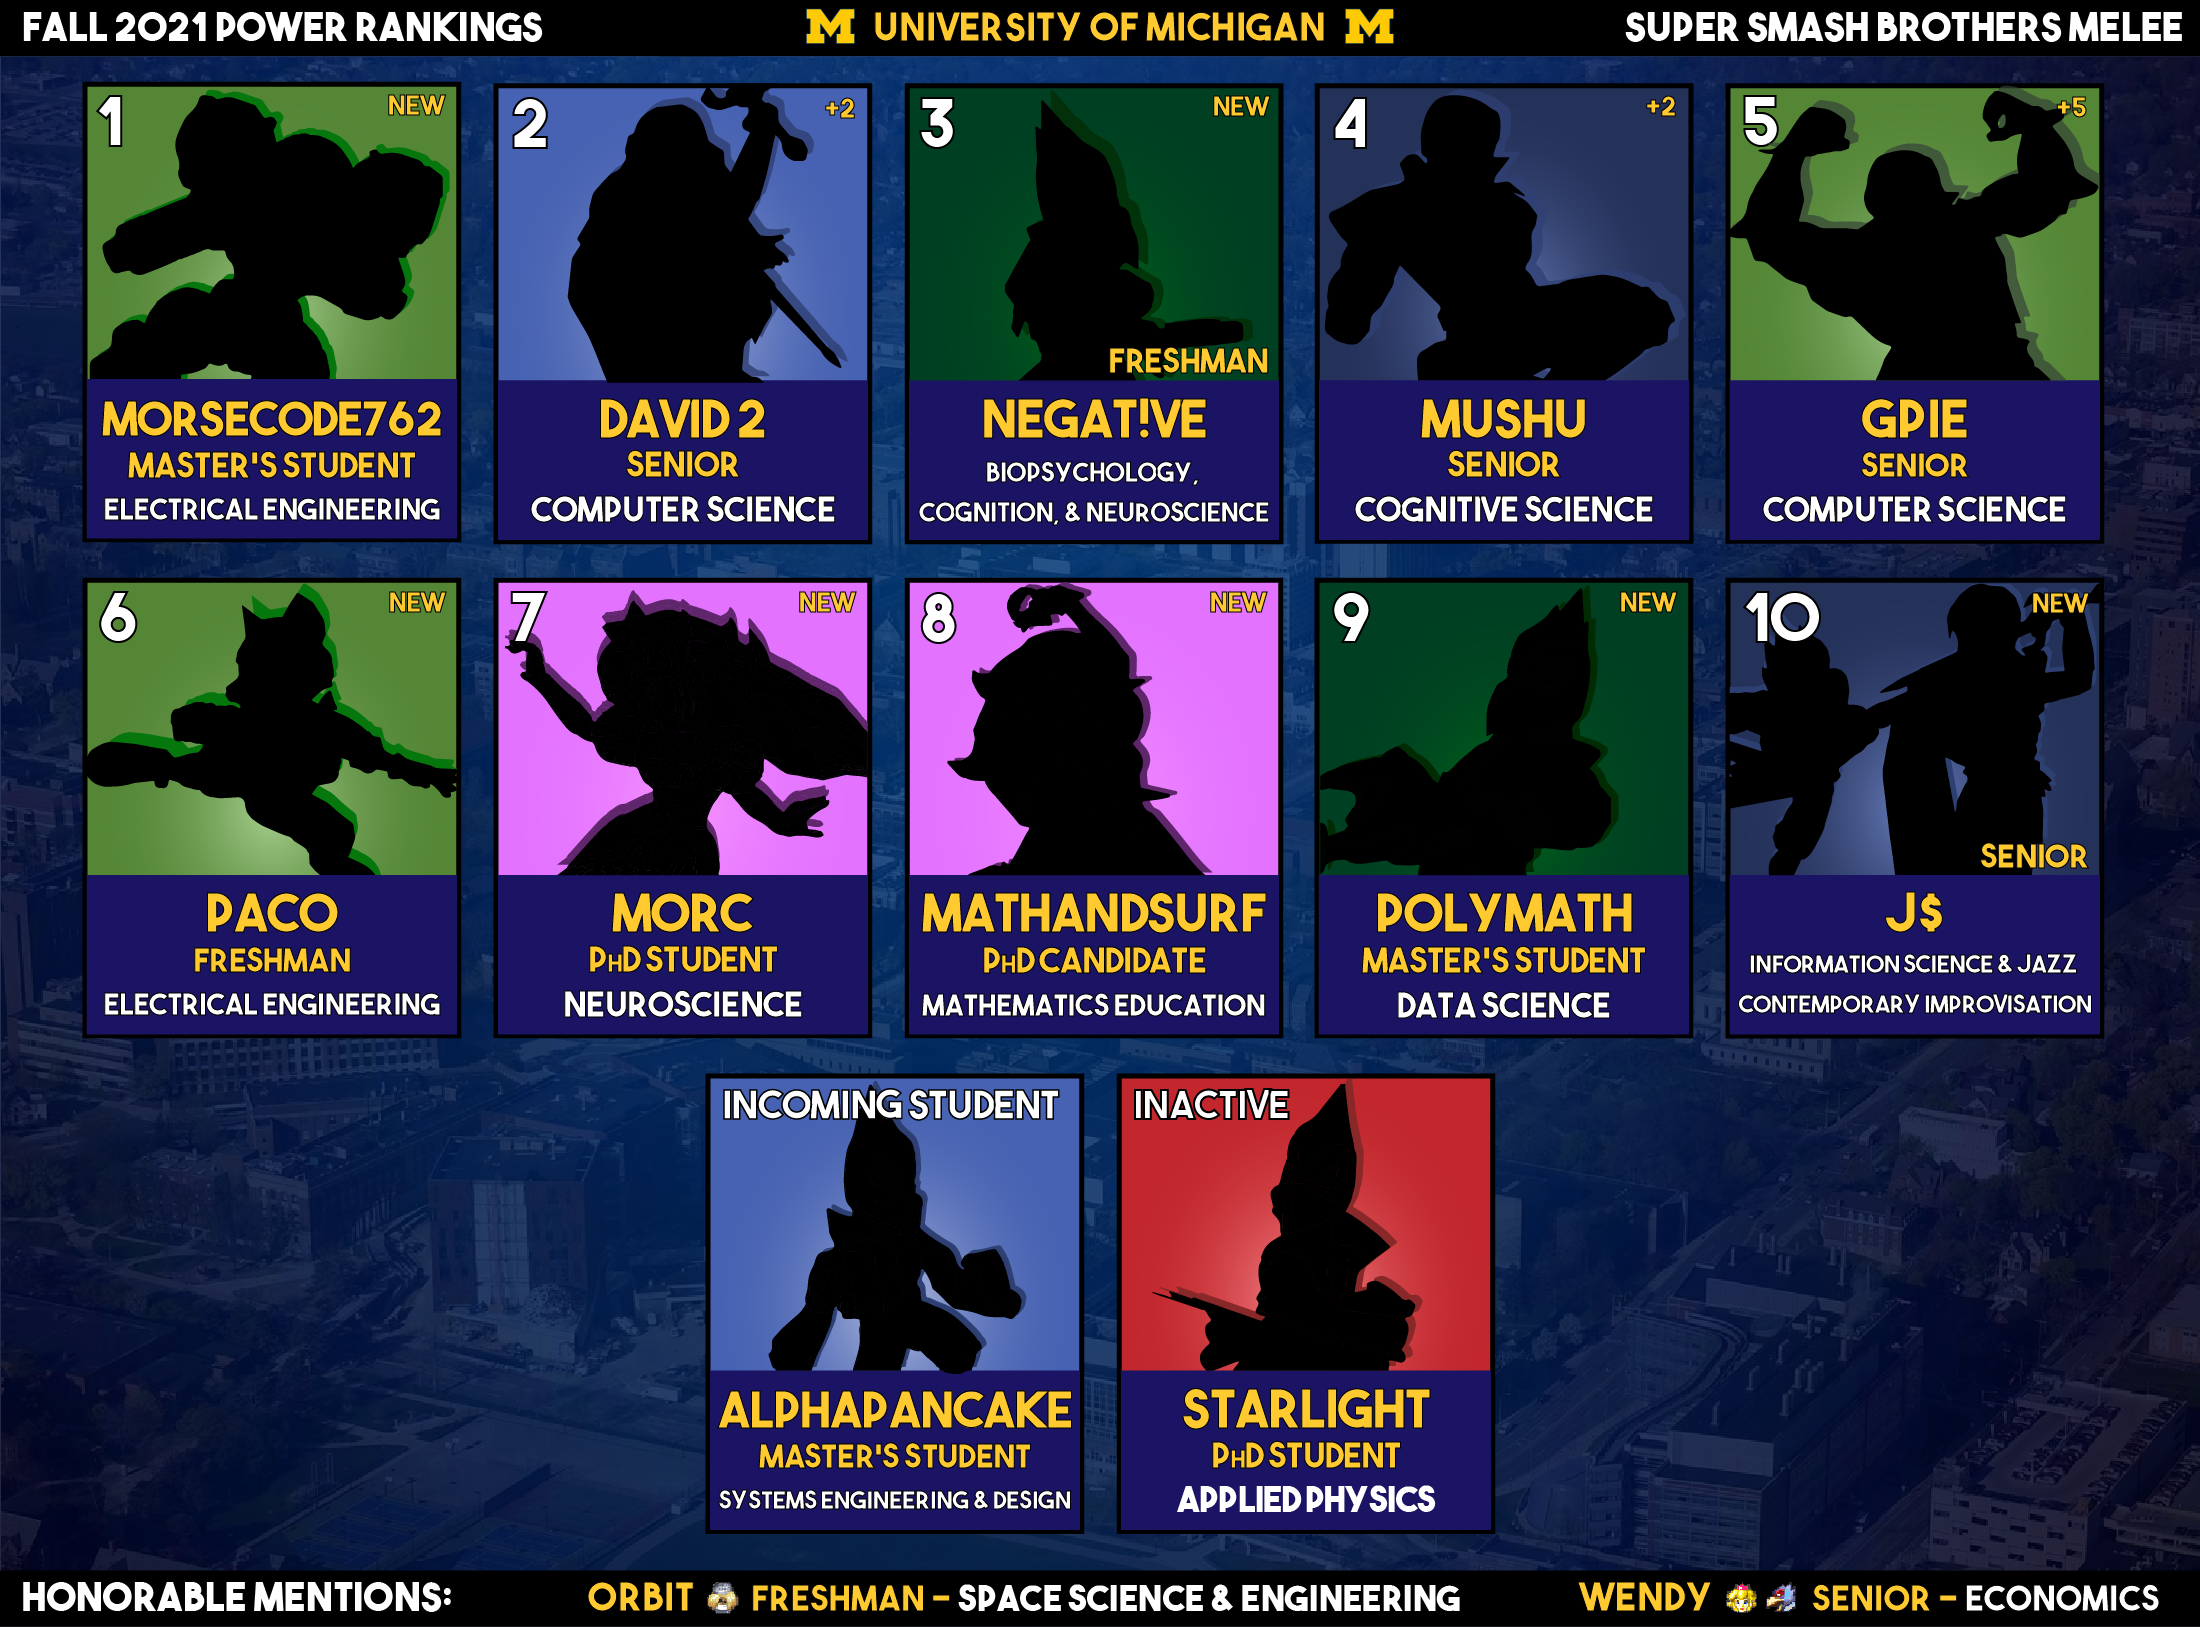 FALL 2021 POWER RANKINGS
M UNIVERSITY OF MICHIGAN M
SUPER SMASH BROTHERS MELEE
1
NEW
MORSECODE762
MASTER'S STUDENT
ELECTRICAL ENGINEERING
2
+2
DAVID 2
SENIOR
COMPUTER SCIENCE
3
NEW
FRESHMAN
NEGAT!VE
BIOPSYCHOLOGY,
COGNITION, & NEUROSCIENCE
4
+2
MUSHU
SENIOR
COGNITIVE SCIENCE
5
+5
GPIE
SENIOR
COMPUTER SCIENCE
6
NEW
PACO
FRESHMAN
ELECTRICAL ENGINEERING
7
NEW
MORC
PHD STUDENT
NEUROSCIENCE
8
NEW
MATHANDSURF
PHD CANDIDATE
MATHEMATICS EDUCATION
9
NEW
POLYMATH
MASTER'S STUDENT
DATA SCIENCE
10
NEW
SENIOR
J$
INFORMATION SCIENCE & JAZZ
CONTEMPORARY IMPROVISATION
INCOMING STUDENT
ALPHAPANCAKE
MASTER'S STUDENT
SYSTEMS ENGINEERING & DESIGN
INACTIVE
STARLIGHT
PHD STUDENT
APPLIED PHYSICS
HONORABLE MENTIONS:
ORBIT FRESHMAN - SPACE SCIENCE & ENGINEERING
WENDY SENIOR - ECONOMICS